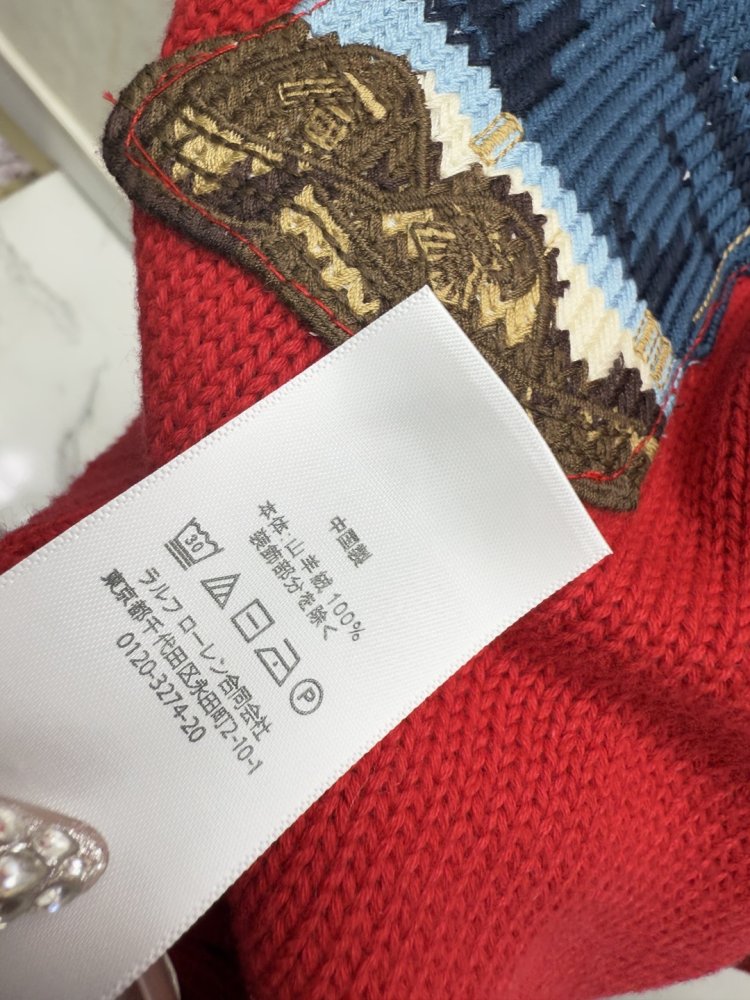 中国製
本体:山羊絨 100%
装飾部分を除く
30
P
ラルフ ローレン合同会社
東京都千代田区永田町2-10-1
0120-3274-20